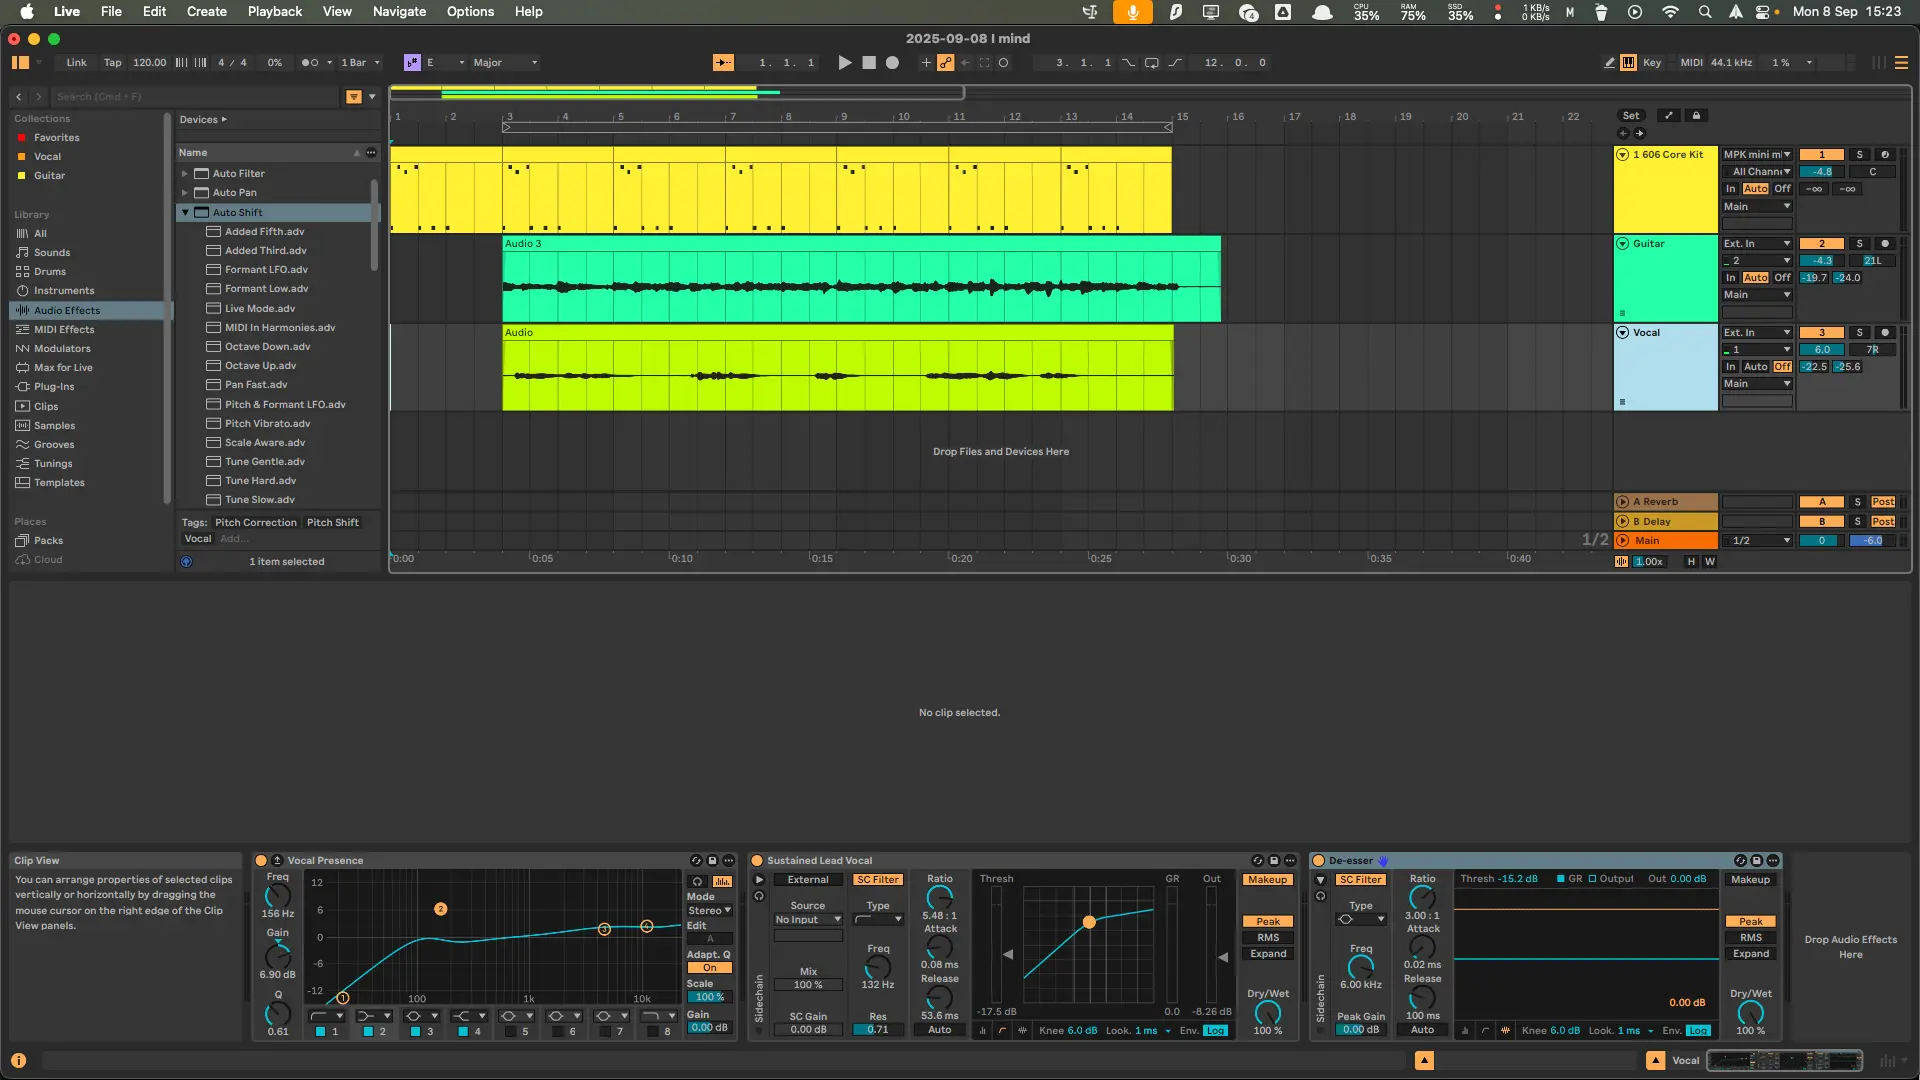 Live File Edit Create Playback View Navigate Options Help
4 CPU 35% RAM 75% SSD 35% 1 KB/s 0 KB/s M Mon 8 Sep 15:23
2025-09-08 I mind
Link Tap 120.00 4 / 4 0% 1 Bar E Major 1. 1. 1 3. 1. 1 12. 0. 0 Key MIDI 44.1 kHz 1 %
Search (Cmd + F)
Collections
Favorites
Vocal
Guitar
Library
All
Sounds
Drums
Instruments
Audio Effects
MIDI Effects
Modulators
Max for Live
Plug-Ins
Clips
Samples
Grooves
Tunings
Templates
Places
Packs
Cloud
Devices
Name
Auto Filter
Auto Pan
Auto Shift
Added Fifth.adv
Added Third.adv
Formant LFO.adv
Formant Low.adv
Live Mode.adv
MIDI In Harmonies.adv
Octave Down.adv
Octave Up.adv
Pan Fast.adv
Pitch & Formant LFO.adv
Pitch Vibrato.adv
Scale Aware.adv
Tune Gentle.adv
Tune Hard.adv
Tune Slow.adv
Tags: Pitch Correction Pitch Shift
Vocal Add...
1 item selected
1 2 3 4 5 6 7 8 9 10 11 12 13 14 15 16 17 18 19 20 21 22
Set
Audio 3
Audio
Drop Files and Devices Here
1/2
0:00 0:05 0:10 0:15 0:20 0:25 0:30 0:35 0:40
1 606 Core Kit MPK mini mi 1 S
All Channe -4.8 C
In Auto Off -∞ -∞
Main
Guitar Ext. In 2 S
2 -4.3 21L
In Auto Off -19.7 -24.0
Main
Vocal Ext. In 3 S
1 6.0 7R
In Auto Off -22.5 -25.6
Main
A Reverb A S Post
B Delay B S Post
Main 1/2 0 -6.0
1.00x H W
No clip selected.
Clip View
You can arrange properties of selected clips
vertically or horizontally by dragging the
mouse cursor on the right edge of the Clip
View panels.
Vocal Presence
Freq
156 Hz
Gain
6.90 dB
Q
0.61
12
6
0
-6
-12
100 1k 10k
1 2 3 4
1 2 3 4 5 6 7 8
Mode
Stereo
Edit
A
Adapt. Q
On
Scale
100 %
Gain
0.00 dB
Sustained Lead Vocal
Sidechain
External
Source
No Input
Mix
100 %
SC Gain
0.00 dB
SC Filter
Type
Freq
132 Hz
Res
0.71
Ratio
5.48 : 1
Attack
0.08 ms
Release
53.6 ms
Auto
Thresh GR Out
-17.5 dB 0.0 -8.26 dB
Knee 6.0 dB Look. 1 ms Env. Log
Makeup
Peak
RMS
Expand
Dry/Wet
100 %
De-esser
Sidechain
SC Filter
Type
Freq
6.00 kHz
Peak Gain
0.00 dB
Ratio
3.00 : 1
Attack
0.02 ms
Release
100 ms
Auto
Thresh -15.2 dB GR Output Out 0.00 dB
0.00 dB
Knee 6.0 dB Look. 1 ms Env. Log
Makeup
Peak
RMS
Expand
Dry/Wet
100 %
Drop Audio Effects
Here
Vocal